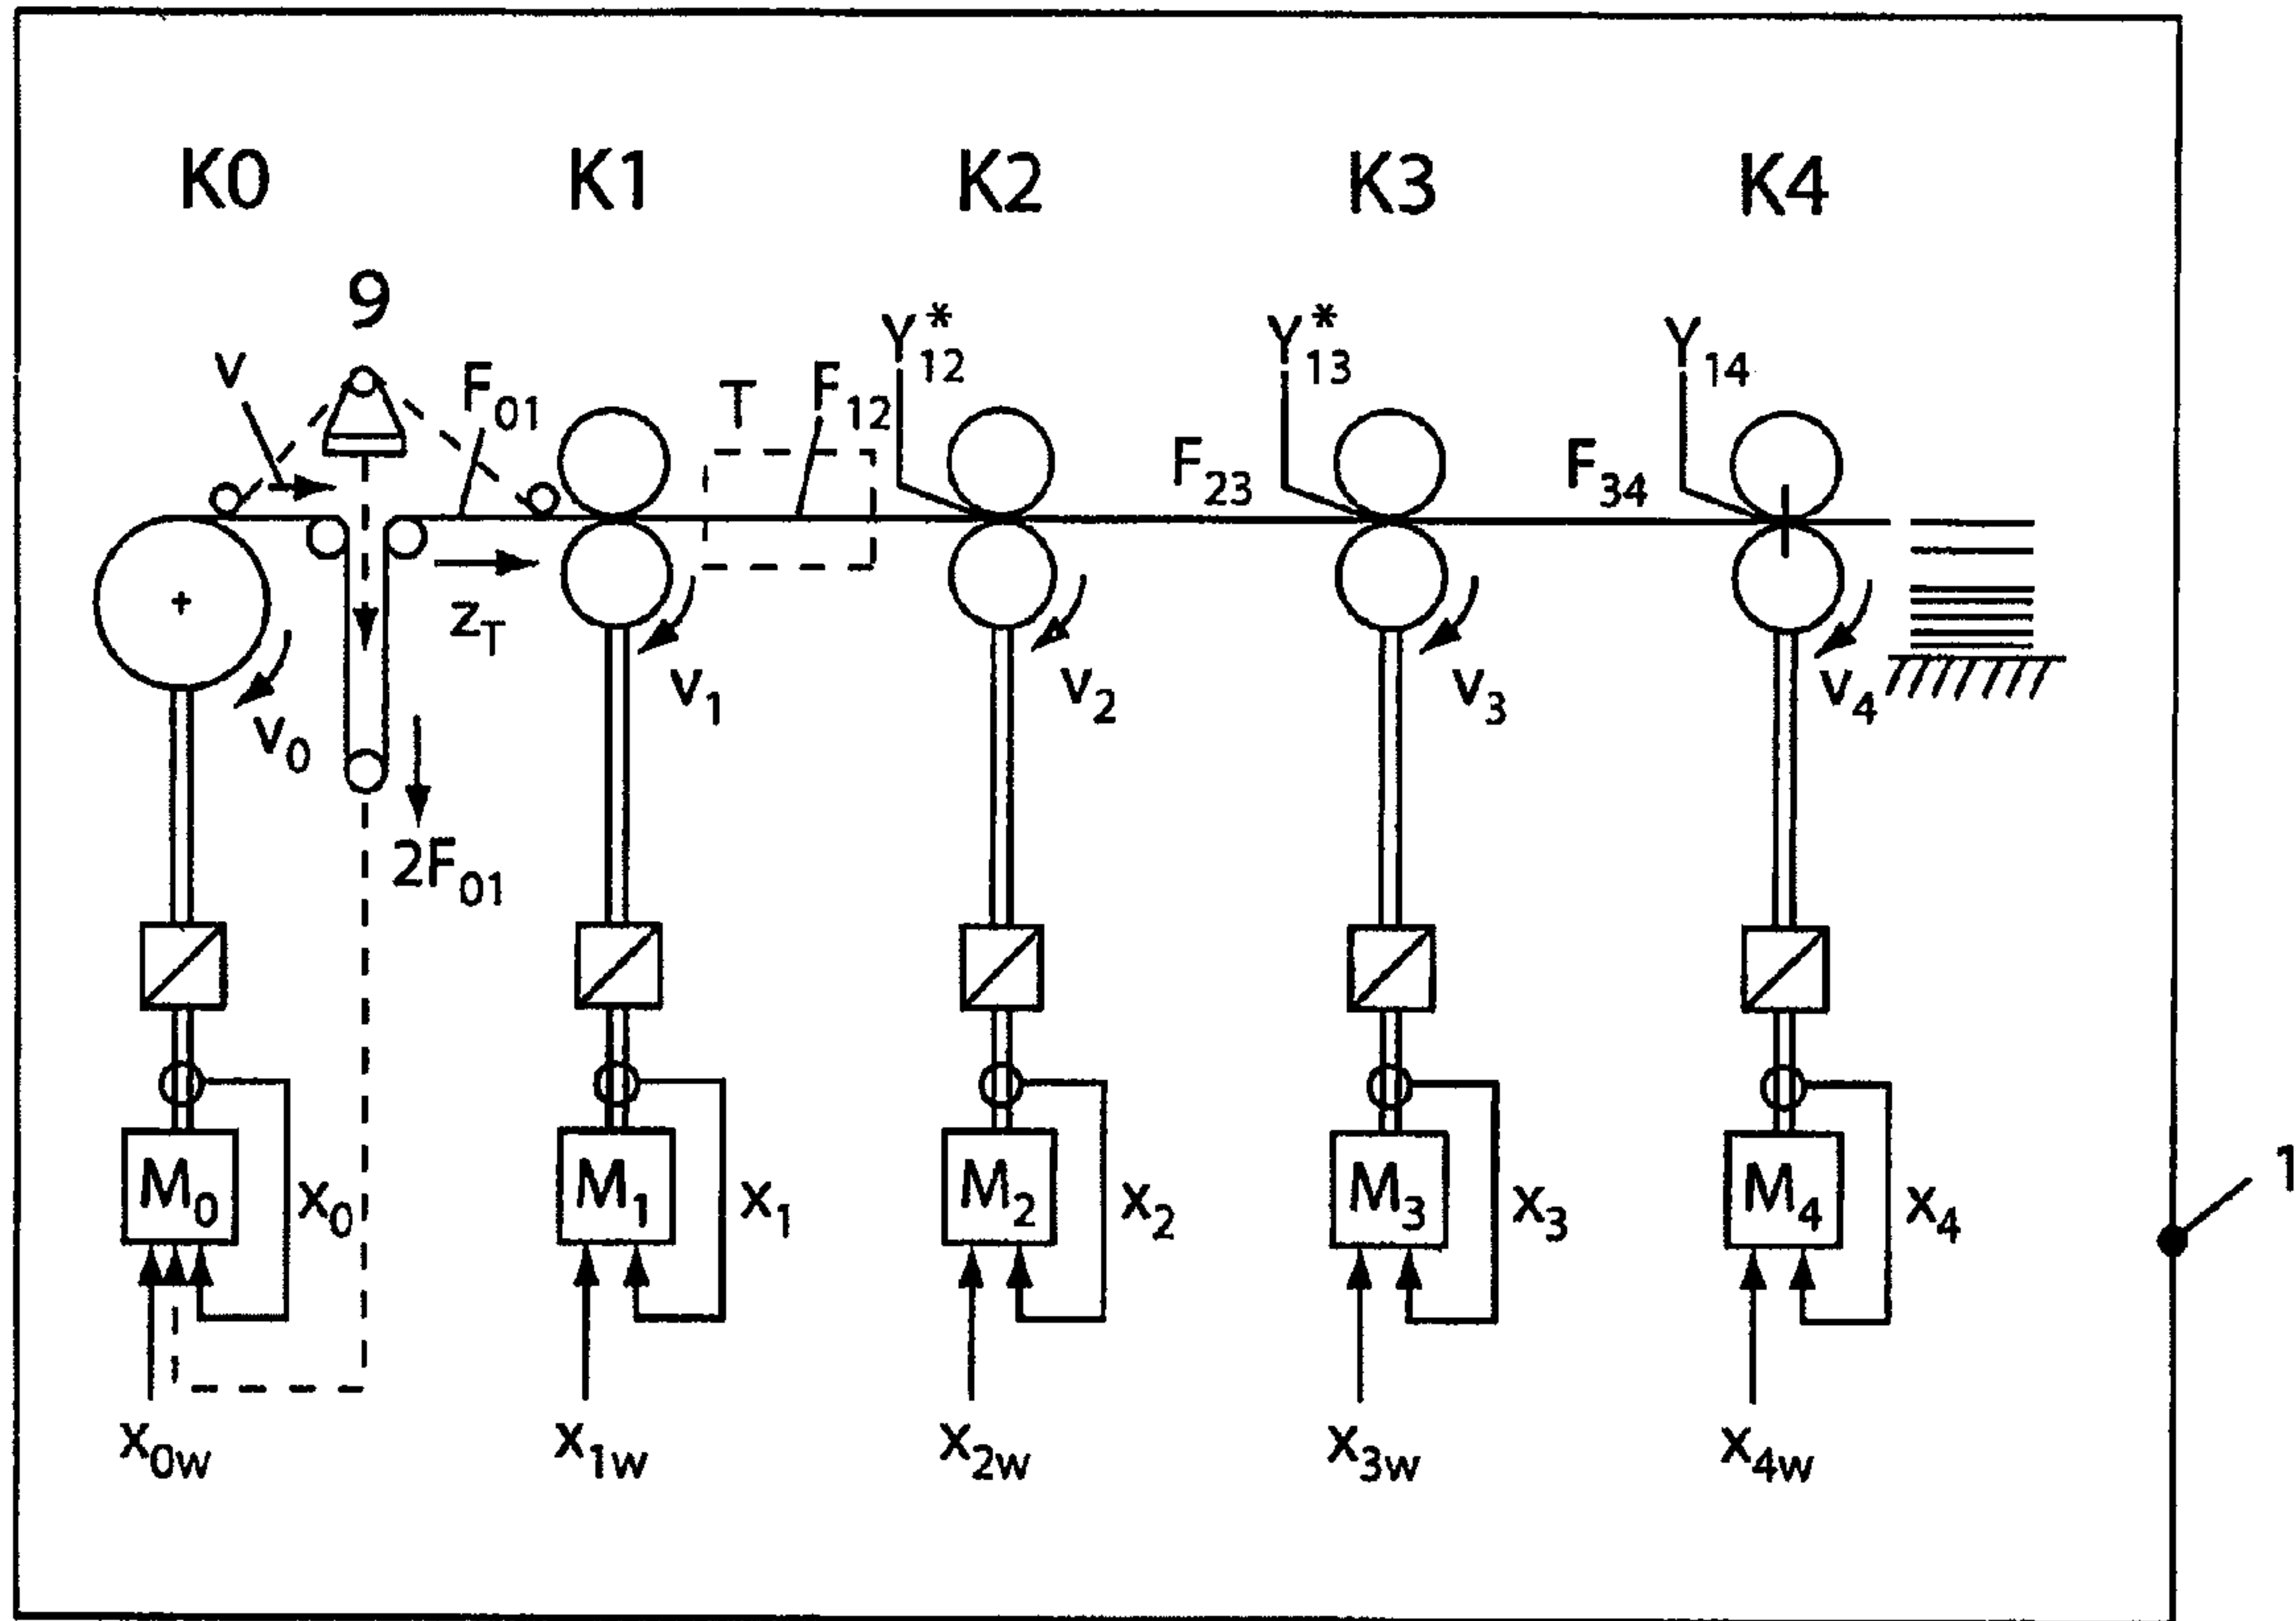 K0 K1 K2 K3 K4
9
v F₀₁ T F₁₂ Y*₁₂ Y*₁₃ Y₁₄
F₂₃ F₃₄
z_T
v₀ v₁ v₂ v₃ v₄
2F₀₁
M₀ x₀ M₁ x₁ M₂ x₂ M₃ x₃ M₄ x₄
1
x₀w x₁w x₂w x₃w x₄w